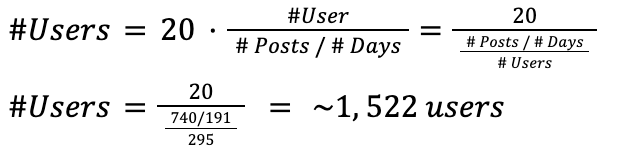 #Users = 20 · #User / # Posts / # Days = 20 / # Posts / # Days / # Users
#Users = 20 / 740/191 / 295 = ~1, 522 users